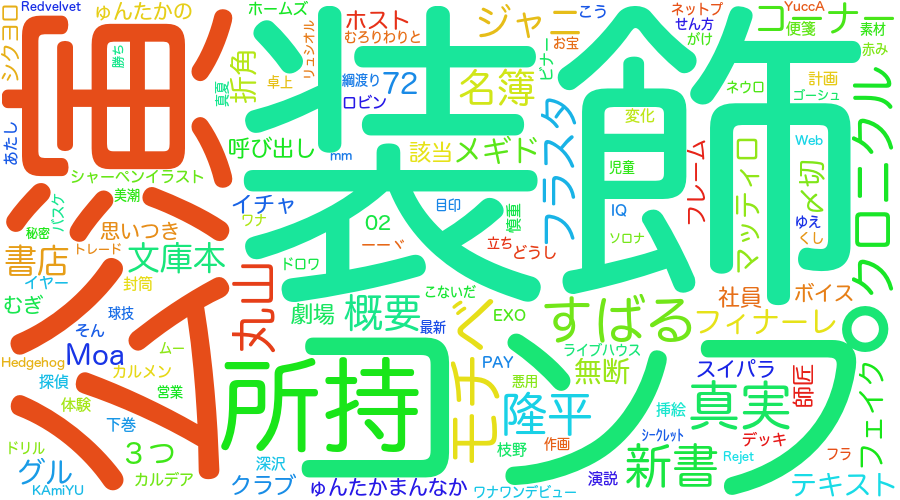 Redvelvet
ゅんたかの
ホームズ
ホスト
むろりわりと
リュシオル
ジャニー
ネットプ
こう
せん方
お宝
がけ
YuccA
コーナー
便箋
素材
赤み
シクヨロ
勝ち
真夏
折角
卓上
綱渡り
72
ロビン
名簿
ビナー
装飾
ネウロ
計画
ゴーシュ
変化
あたし
呼び出し
mm
該当
メギド
フラスタ
児童
フレーム
マッティロ
Web
〆切
クロニクル
シャーペンイラスト
美潮
イチャ
ワナ
目印
02
慎重
IQ
ゆえ
くし
秘密
バスケ
思いつき
トレード
ーーヾ
立ち
どうし
ソロナ
書店
文庫本
丸山
ドロワ
イヤー
封筒
社員
ボイス
むぎ
球技
劇場
概要
こないだ
最新
EXO
すばる
フィナーレ
そん
Moa
ムー
モチベ
PAY
ライブハウス
無断
スイパラ
師匠
フェイク
Hedgehog
カルメン
探偵
営業
所持
コンプ
悪用
隆平
挿絵
真実
体験
下巻
3つ
枝野
作画
シークレット
デッキ
フラ
ドリル
グル
カルデア
深沢
新書
Rejet
KAmiYU
クラブ
ゅんたかまんなか
ワナワンデビュー
演説
テキスト